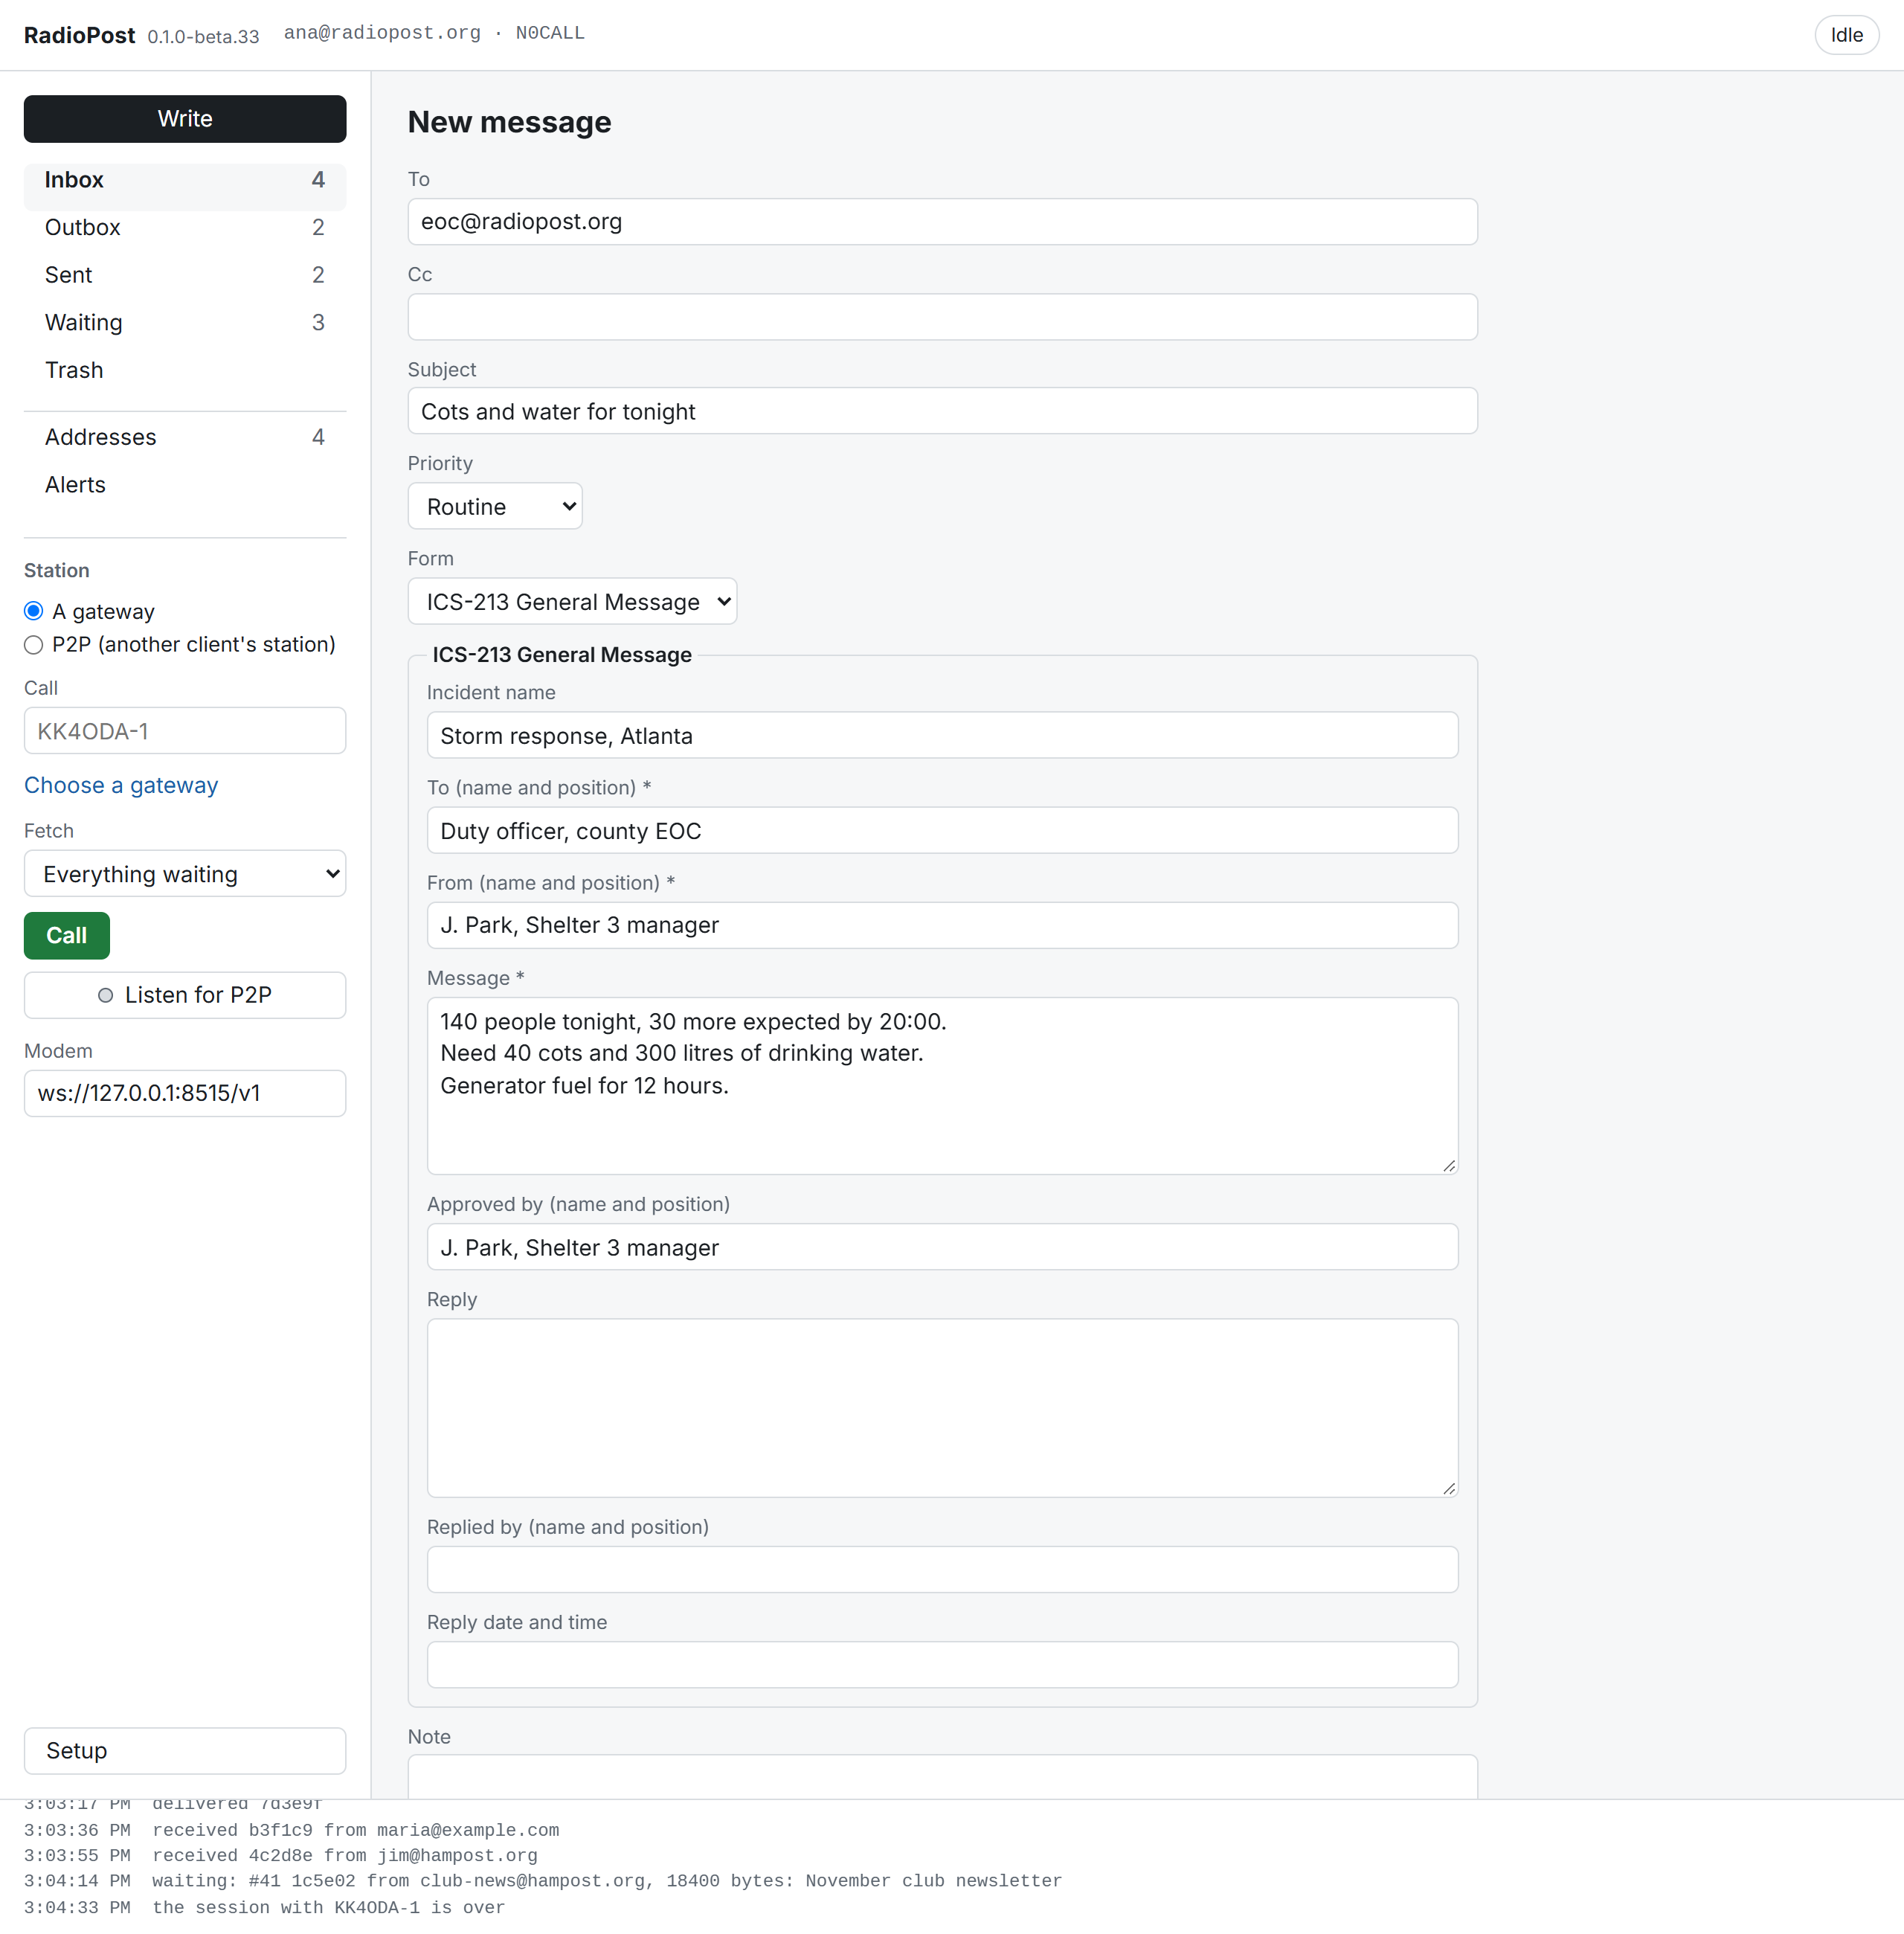 RadioPost 0.1.0-beta.33 ana@radiopost.org · N0CALL
Idle
Write
Inbox 4
Outbox 2
Sent 2
Waiting 3
Trash
Addresses 4
Alerts
Station
A gateway
P2P (another client's station)
Call
KK4ODA-1
Choose a gateway
Fetch
Everything waiting
Call
Listen for P2P
Modem
ws://127.0.0.1:8515/v1
Setup
New message
To
eoc@radiopost.org
Cc
Subject
Cots and water for tonight
Priority
Routine
Form
ICS-213 General Message
ICS-213 General Message
Incident name
Storm response, Atlanta
To (name and position) *
Duty officer, county EOC
From (name and position) *
J. Park, Shelter 3 manager
Message *
140 people tonight, 30 more expected by 20:00.
Need 40 cots and 300 litres of drinking water.
Generator fuel for 12 hours.
Approved by (name and position)
J. Park, Shelter 3 manager
Reply
Replied by (name and position)
Reply date and time
Note
3:03:17 PM delivered 7d3e9f
3:03:36 PM received b3f1c9 from maria@example.com
3:03:55 PM received 4c2d8e from jim@hampost.org
3:04:14 PM waiting: #41 1c5e02 from club-news@hampost.org, 18400 bytes: November club newsletter
3:04:33 PM the session with KK4ODA-1 is over